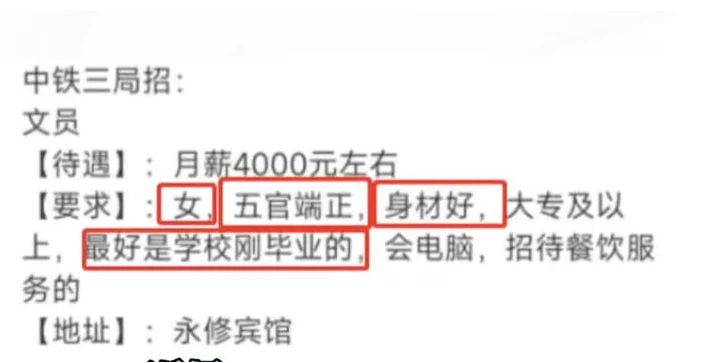 中铁三局招：
文员
【待遇】：月薪4000元左右
【要求】：女，五官端正，身材好，大专及以
上，最好是学校刚毕业的，会电脑，招待餐饮服
务的
【地址】：永修宾馆